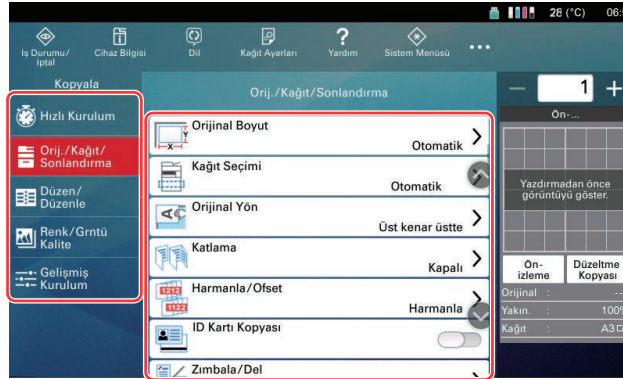 28 (°C) 06:
İş Durumu/
İptal
Cihaz Bilgisi
Dil
Kağıt Ayarları
Yardım
Sistem Menüsü
Kopyala
Hızlı Kurulum
Orij./Kağıt/
Sonlandırma
Düzen/
Düzenle
Renk/Grntü
Kalite
Gelişmiş
Kurulum
Orij./Kağıt/Sonlandırma
Orijinal Boyut
Otomatik
Kağıt Seçimi
Otomatik
Orijinal Yön
Üst kenar üstte
Katlama
Kapalı
Harmanla/Ofset
1212
1122
Harmanla
ID Kartı Kopyası
Zımbala/Del
1
Ön-...
Yazdırmadan önce
görüntüyü göster.
Ön-
izleme
Düzeltme
Kopyası
Orijinal : --
Yakın. : 100%
Kağıt : A3